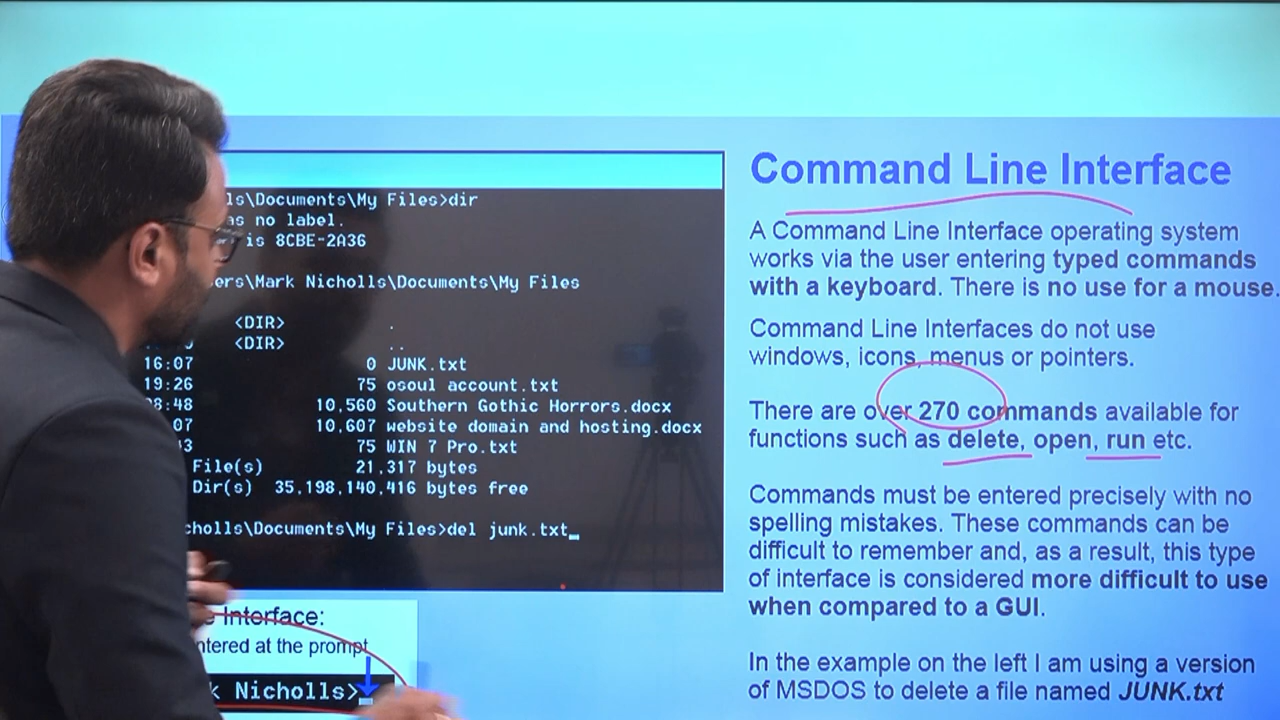 ls\Documents\My Files>dir
as no label.
is 8CBE-2A36
ers\Mark Nicholls\Documents\My Files
<DIR> .
<DIR> ..
16:07 0 JUNK.txt
19:26 75 osoul account.txt
8:48 10,560 Southern Gothic Horrors.docx
07 10,607 website domain and hosting.docx
3 75 WIN 7 Pro.txt
File(s) 21,317 bytes
Dir(s) 35,198,140,416 bytes free
cholls\Documents\My Files>del junk.txt_
e Interface:
ntered at the prompt
k Nicholls>_
Command Line Interface
A Command Line Interface operating system
works via the user entering typed commands
with a keyboard. There is no use for a mouse.
Command Line Interfaces do not use
windows, icons, menus or pointers.
There are over 270 commands available for
functions such as delete, open, run etc.
Commands must be entered precisely with no
spelling mistakes. These commands can be
difficult to remember and, as a result, this type
of interface is considered more difficult to use
when compared to a GUI.
In the example on the left I am using a version
of MSDOS to delete a file named JUNK.txt